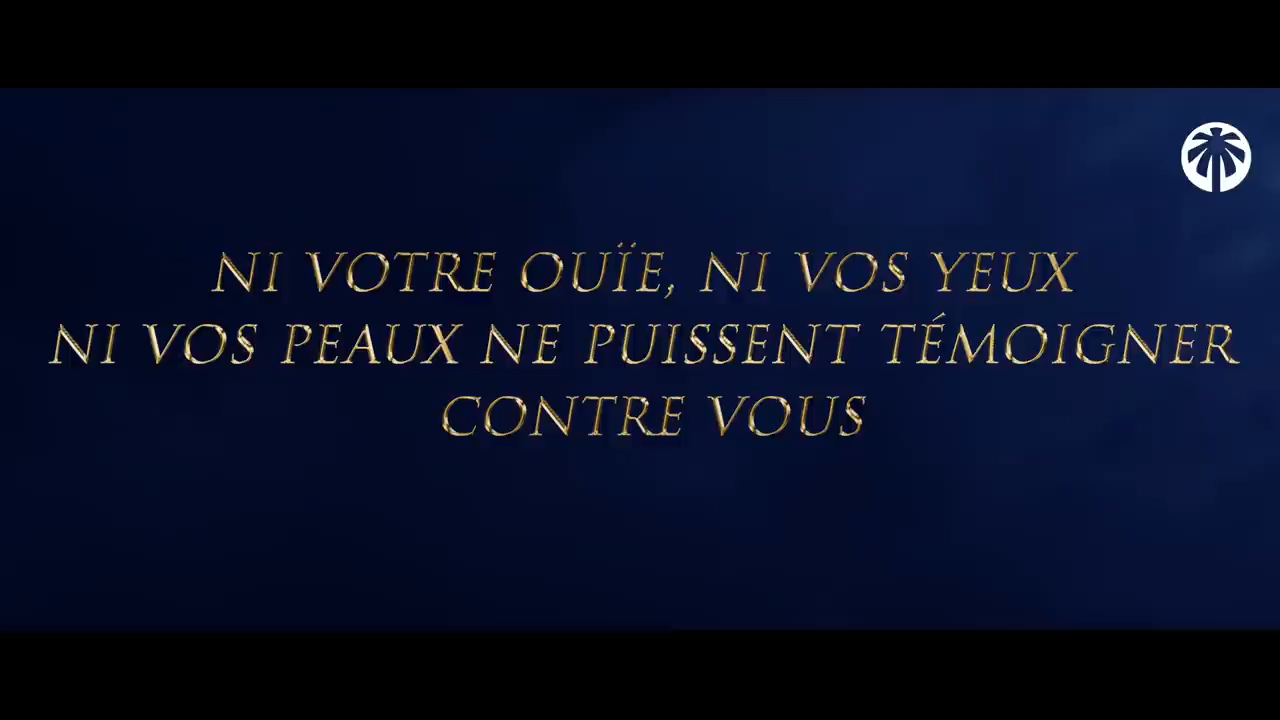 NI VOTRE OUÏE, NI VOS YEUX
NI VOS PEAUX NE PUISSENT TÉMOIGNER
CONTRE VOUS